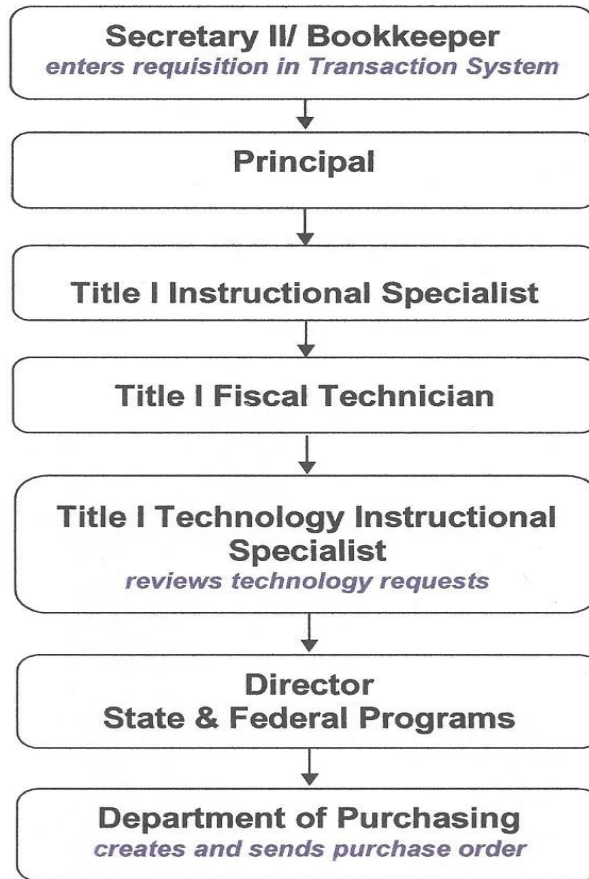 Secretary II/ Bookkeeper
enters requisition in Transaction System
Principal
Title I Instructional Specialist
Title I Fiscal Technician
Title I Technology Instructional
Specialist
reviews technology requests
Director
State & Federal Programs
Department of Purchasing
creates and sends purchase order